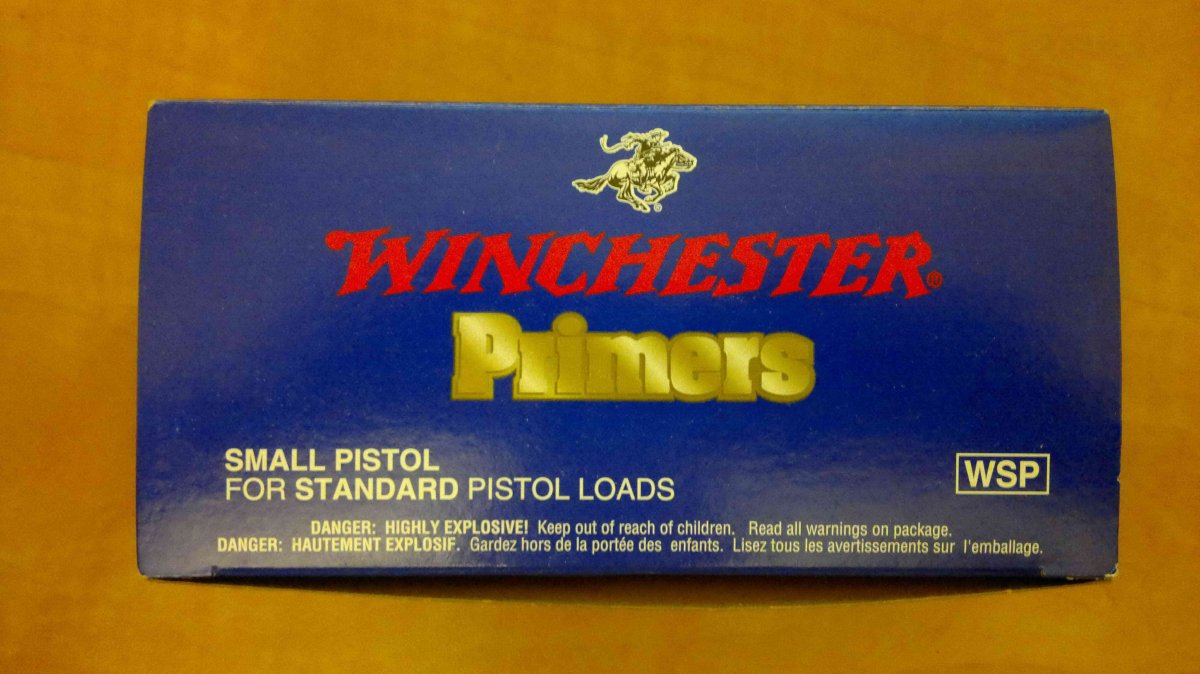 WINCHESTER®
Primers
SMALL PISTOL
FOR STANDARD PISTOL LOADS
WSP
DANGER: HIGHLY EXPLOSIVE! Keep out of reach of children. Read all warnings on package.
DANGER: HAUTEMENT EXPLOSIF. Gardez hors de la portée des enfants. Lisez tous les avertissements sur l'emballage.